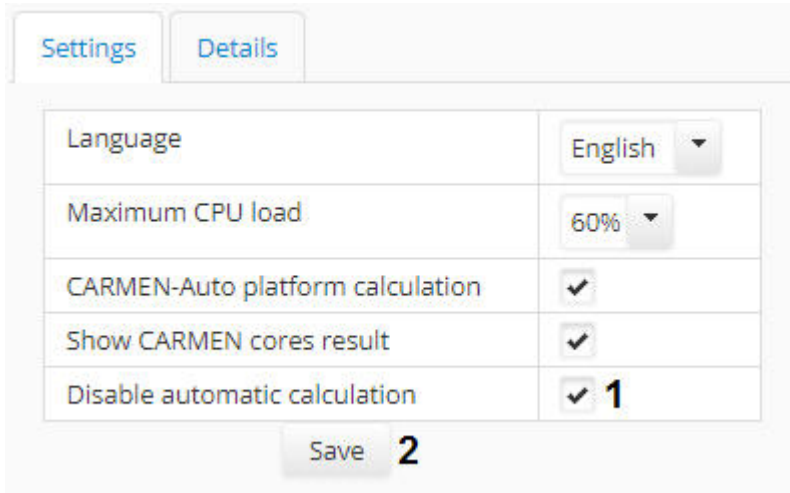 Settings Details
Language English
Maximum CPU load 60%
CARMEN-Auto platform calculation
Show CARMEN cores result
Disable automatic calculation 1
Save 2